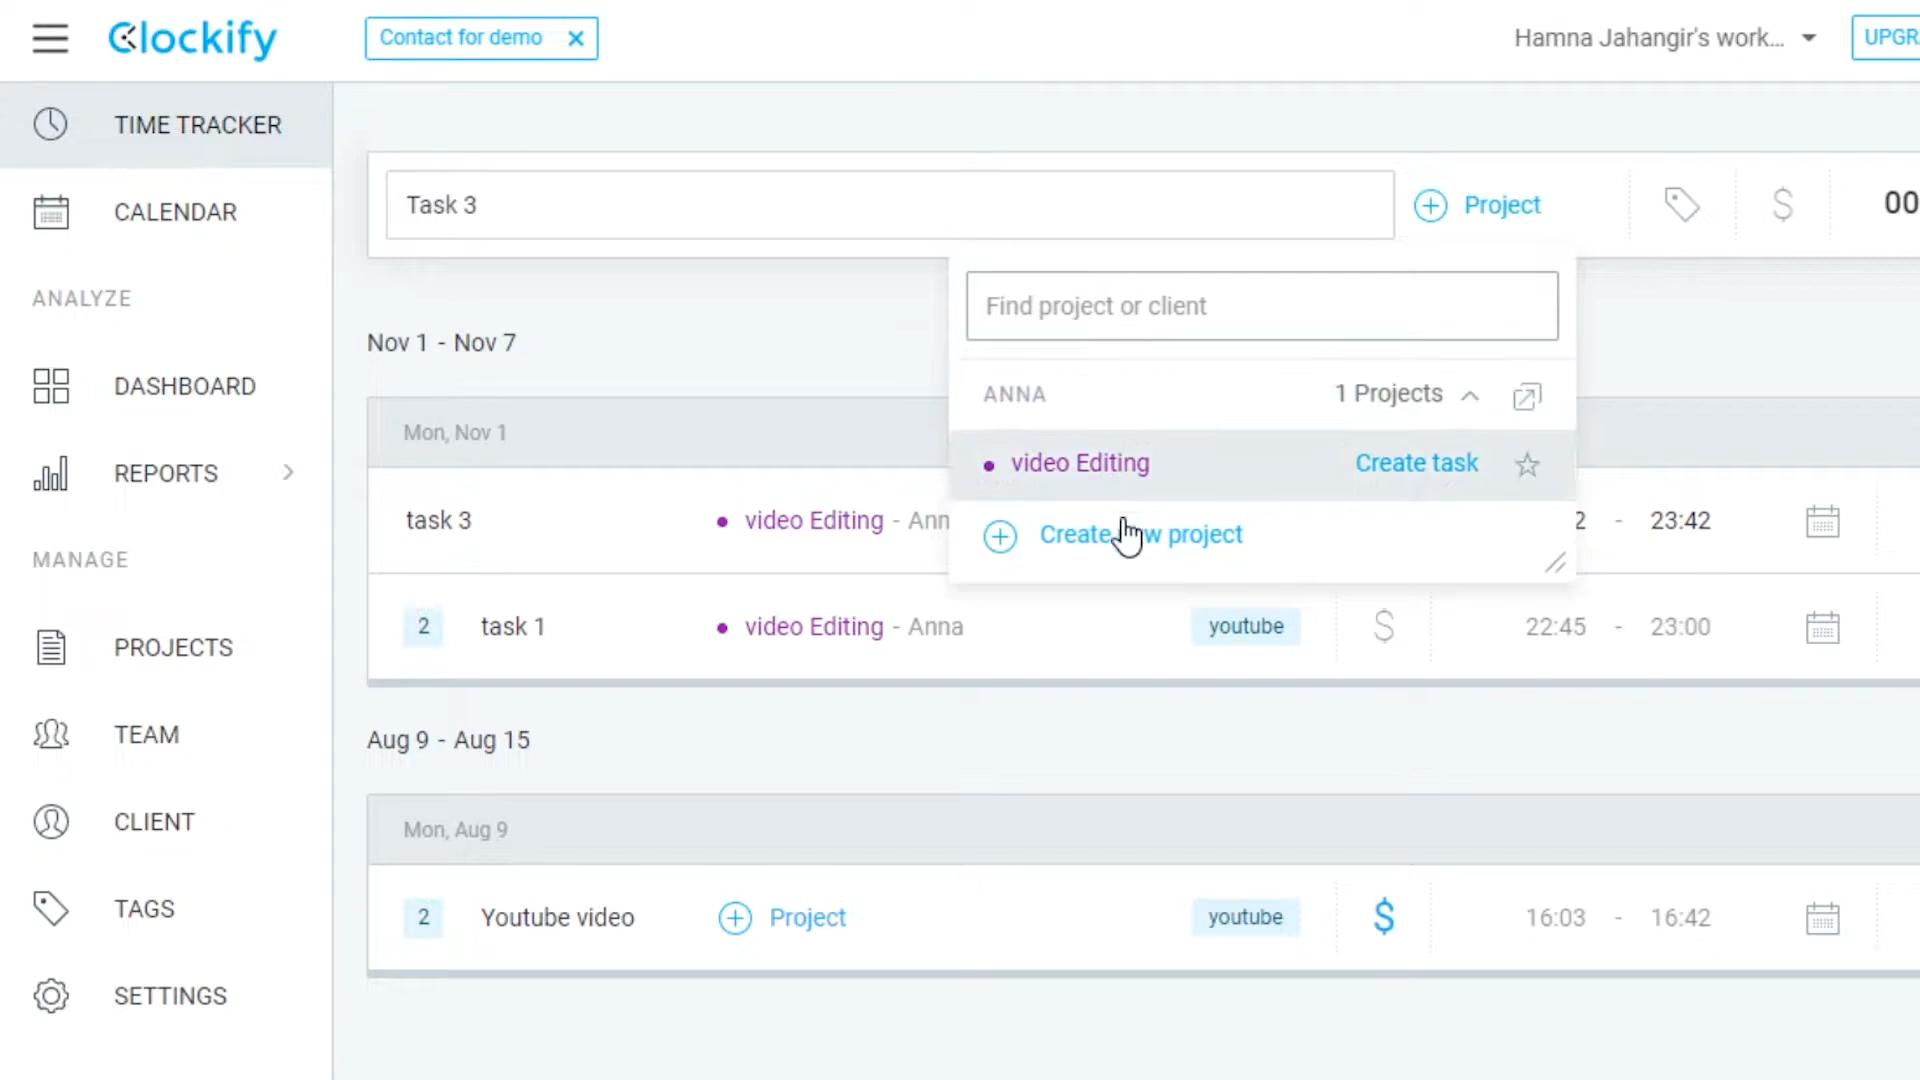 Clockify
Contact for demo
Hamna Jahangir's work...
TIME TRACKER
Task 3
Project
$
00
CALENDAR
Find project or client
ANALYZE
Nov 1 - Nov 7
ANNA
1 Projects
DASHBOARD
Mon, Nov 1
video Editing
Create task
REPORTS
task 3
video Editing
23:42
Create
project
MANAGE
2
task 1
video Editing - Anna
youtube
$
22:45 - 23:00
PROJECTS
TEAM
Aug 9 - Aug 15
CLIENT
Mon, Aug 9
TAGS
2
Youtube video
Project
youtube
$
16:03 - 16:42
SETTINGS